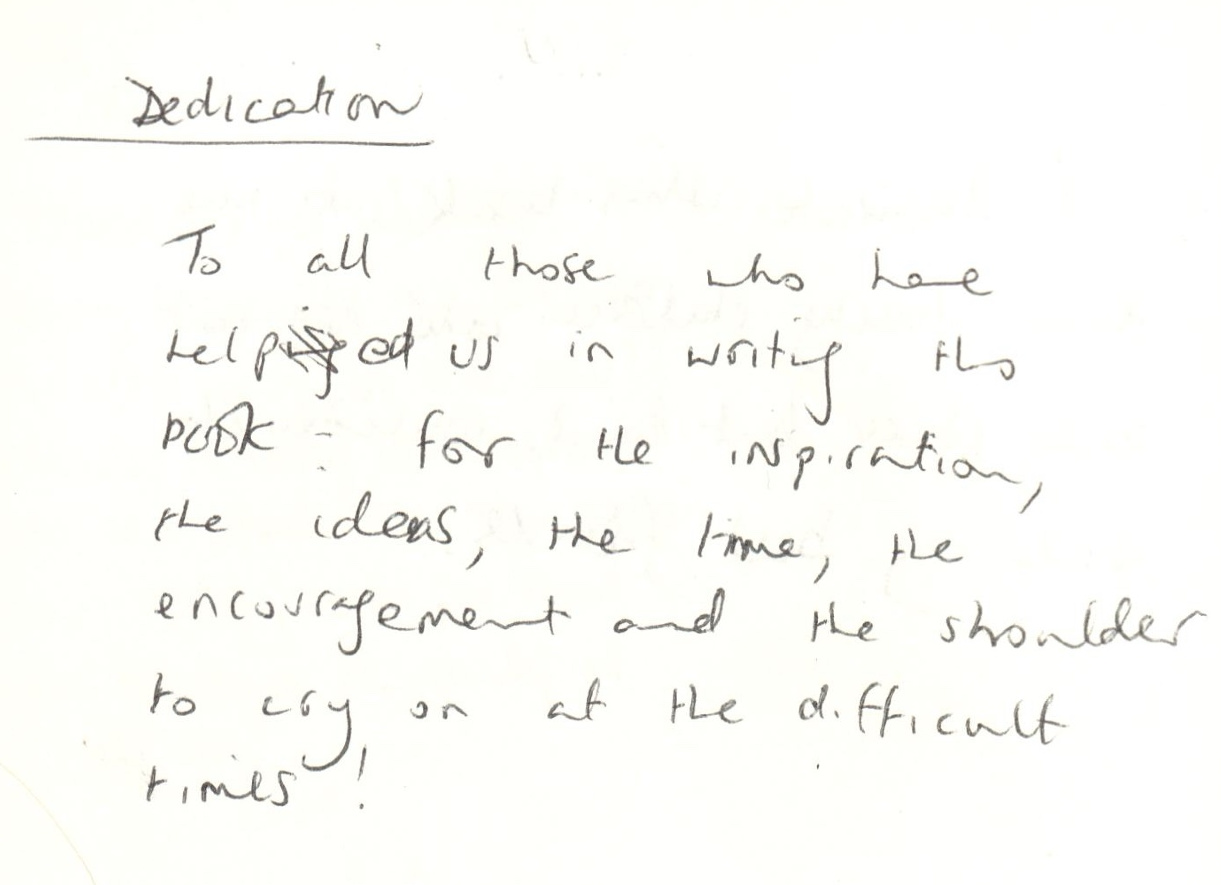 Dedication
To all those who have
helped us in writing this
book - for the inspiration,
the ideas, the time, the
encouragement and the shoulder
to cry on at the difficult
times!